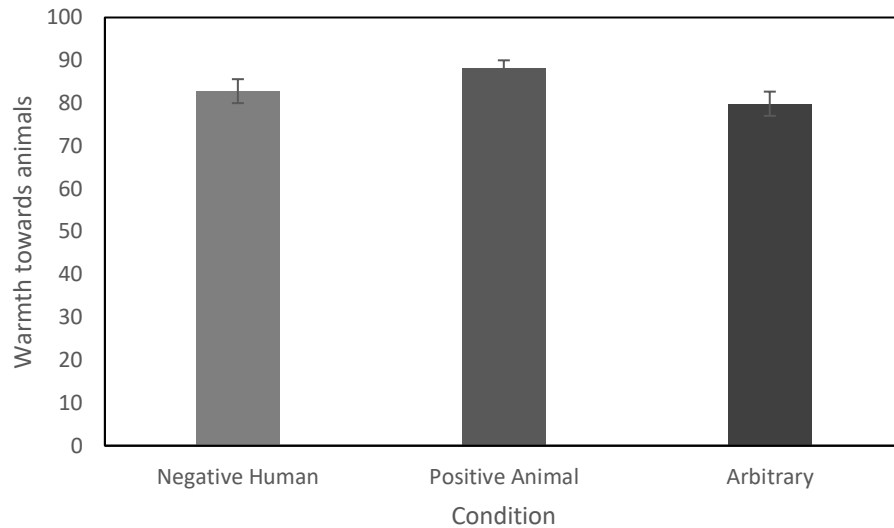 100
90
80
70
60
50
40
30
20
10
0
Warmth towards animals
Negative Human
Positive Animal
Arbitrary
Condition